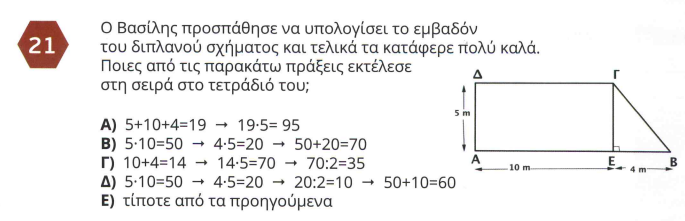 21
Ο Βασίλης προσπάθησε να υπολογίσει το εμβαδόν
του διπλανού σχήματος και τελικά τα κατάφερε πολύ καλά.
Ποιες από τις παρακάτω πράξεις εκτέλεσε
στη σειρά στο τετράδιό του;
Α) 5+10+4=19 → 19·5= 95
Β) 5·10=50 → 4·5=20 → 50+20=70
Γ) 10+4=14 → 14·5=70 → 70:2=35
Δ) 5·10=50 → 4·5=20 → 20:2=10 → 50+10=60
Ε) τίποτε από τα προηγούμενα
Δ Γ
5 m
Α Ε Β
10 m 4 m